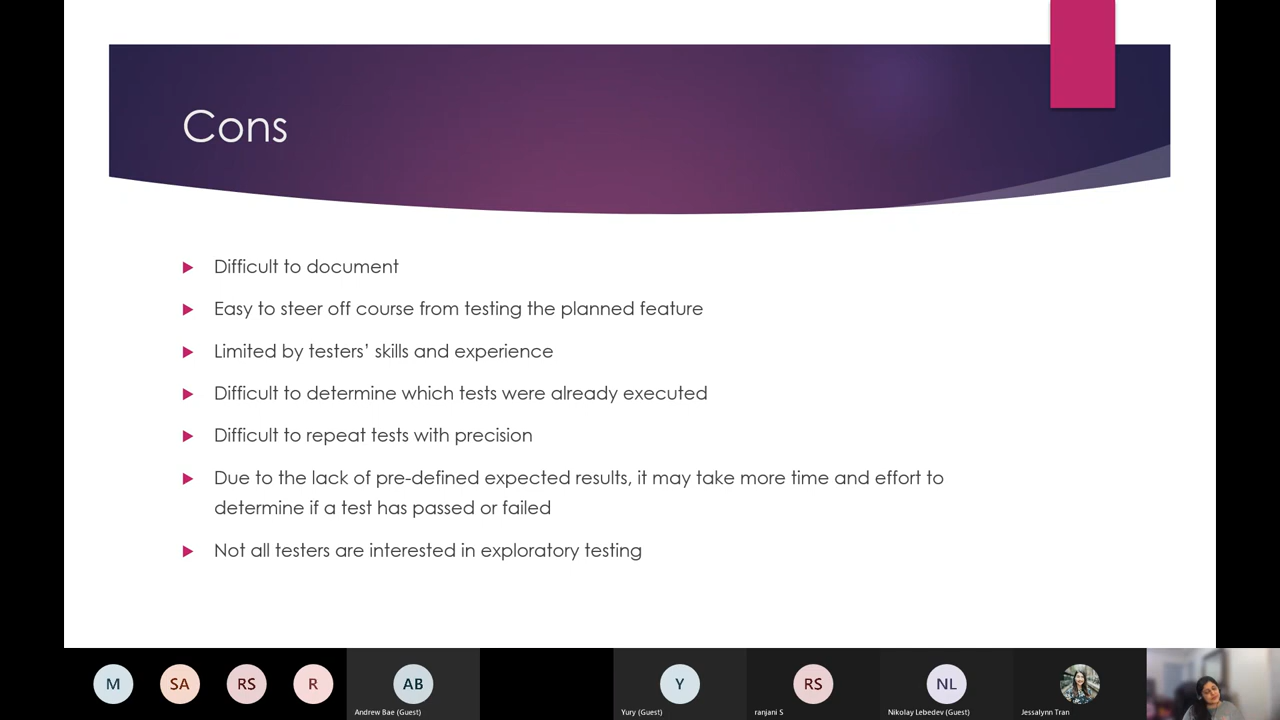 Cons
Difficult to document
Easy to steer off course from testing the planned feature
Limited by testers' skills and experience
Difficult to determine which tests were already executed
Difficult to repeat tests with precision
Due to the lack of pre-defined expected results, it may take more time and effort to
determine if a test has passed or failed
Not all testers are interested in exploratory testing
M SA RS R AB Y RS NL
Andrew Bae (Guest) Yury (Guest) ranjani S Nikolay Lebedev (Guest) Jessalynn Tran